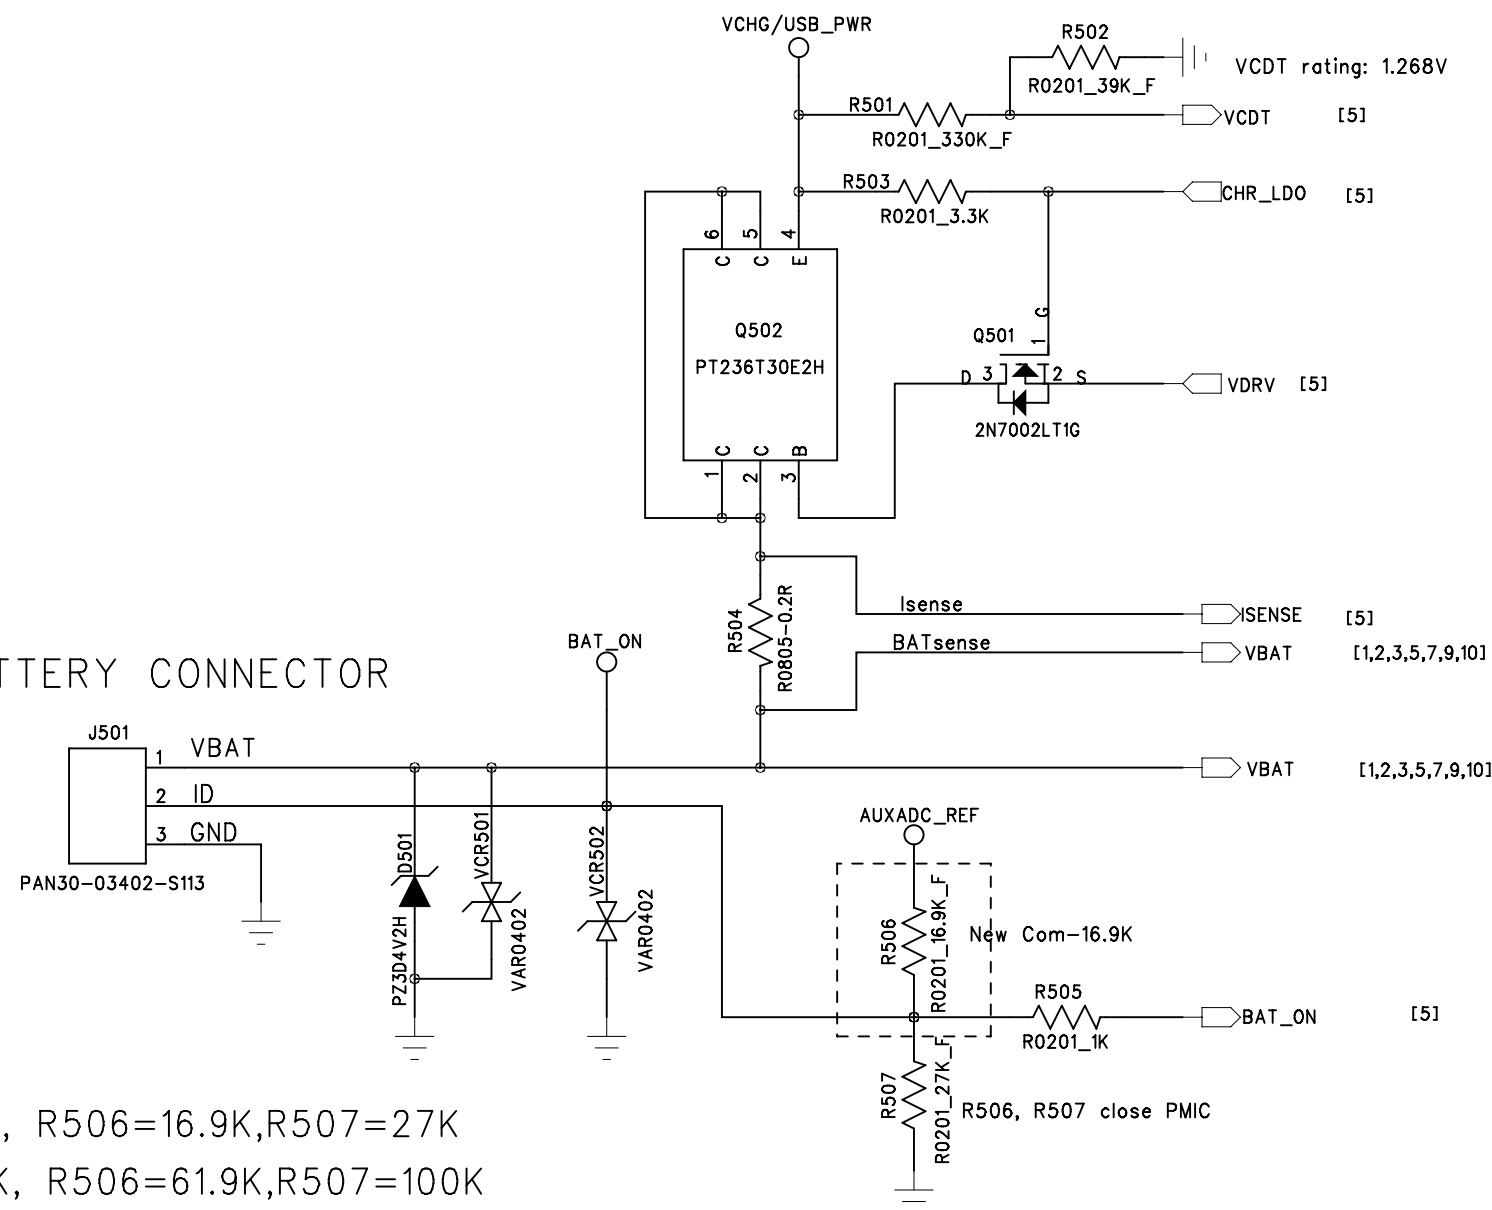 VCHG/USB_PWR
R502
R0201_39K_F
VCDT rating: 1.268V
R501
R0201_330K_F
VCDT [5]
R503
R0201_3.3K
CHR_LDO [5]
6 5 4
C C E
Q502
PT236T30E2H
C C B
1 2 3
G
1
Q501
D 3 2 S
2N7002LT1G
VDRV [5]
Isense
ISENSE [5]
R504
R0805-0.2R
BATsense
VBAT [1,2,3,5,7,9,10]
BAT_ON
TTERY CONNECTOR
J501
1 VBAT
2 ID
3 GND
PAN30-03402-S113
VBAT [1,2,3,5,7,9,10]
D501
PZ3D4V2H
VCR501
VAR0402
VCR502
VAR0402
AUXADC_REF
R506
R0201_16.9K_F
New Com-16.9K
R505
R0201_1K
BAT_ON [5]
R507
R0201_27K_F
R506, R507 close PMIC
, R506=16.9K,R507=27K
K, R506=61.9K,R507=100K